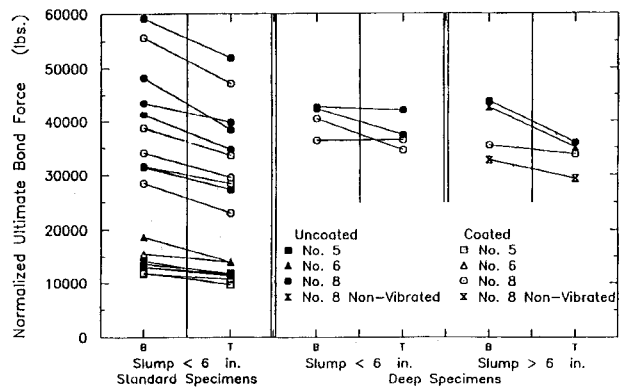 Normalized Ultimate Bond Force (lbs.)
60000
50000
40000
30000
20000
10000
0
Uncoated
No. 5
No. 6
No. 8
No. 8 Non-Vibrated
Coated
No. 5
No. 6
No. 8
No. 8 Non-Vibrated
B T B T B T
Slump < 6 in. Slump < 6 in. Slump > 6 in.
Standard Specimens Deep Specimens